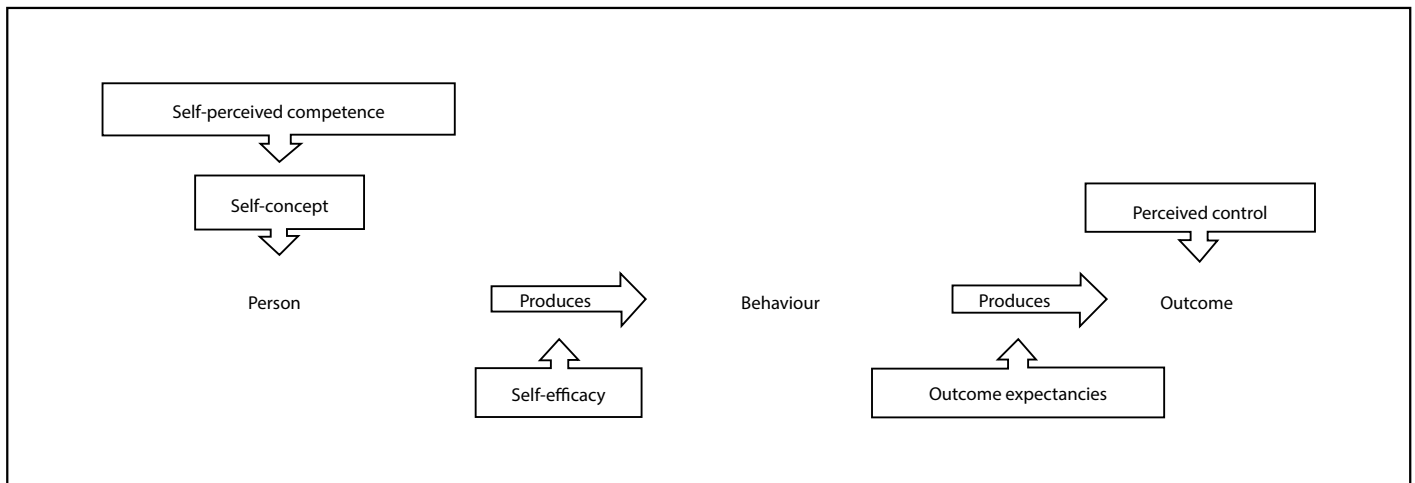 Self-perceived competence
Self-concept
Perceived control
Person
Produces
Behaviour
Produces
Outcome
Self-efficacy
Outcome expectancies